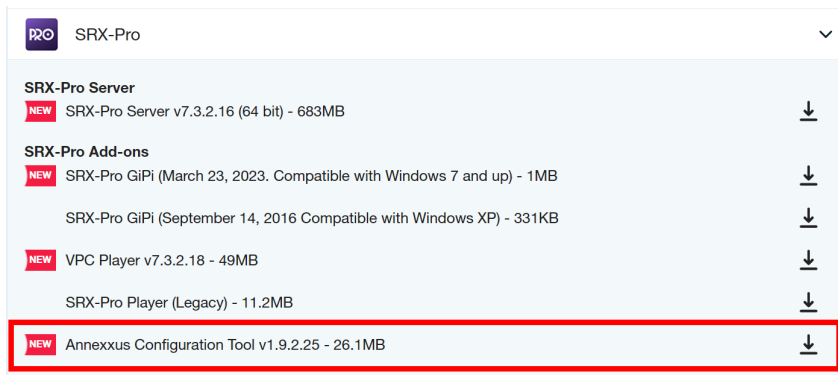 PRO SRX-Pro
SRX-Pro Server
NEW SRX-Pro Server v7.3.2.16 (64 bit) - 683MB
SRX-Pro Add-ons
NEW SRX-Pro GiPi (March 23, 2023. Compatible with Windows 7 and up) - 1MB
SRX-Pro GiPi (September 14, 2016 Compatible with Windows XP) - 331KB
NEW VPC Player v7.3.2.18 - 49MB
SRX-Pro Player (Legacy) - 11.2MB
NEW Annexxus Configuration Tool v1.9.2.25 - 26.1MB